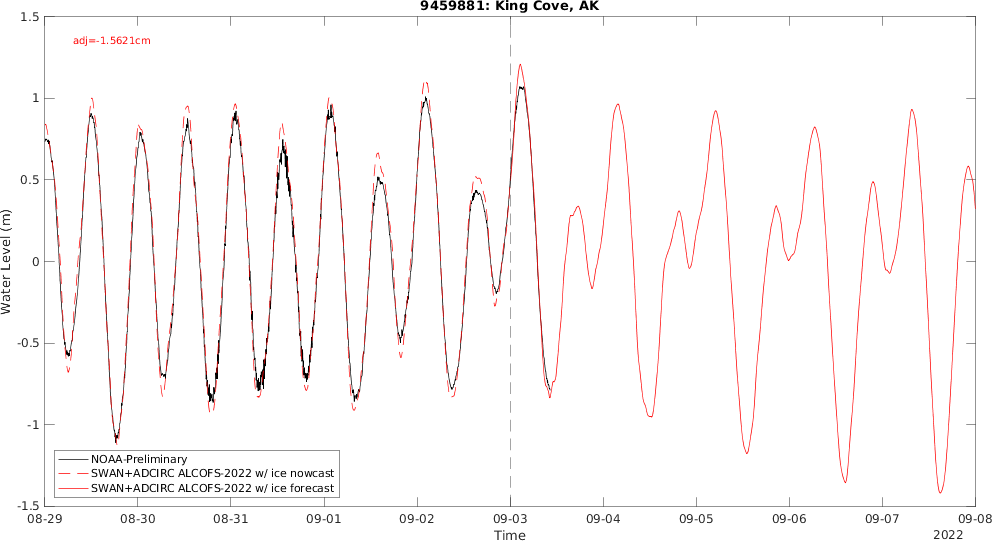 9459881: King Cove, AK
adj=-1.5621cm
1.5
1
0.5
0
-0.5
-1
-1.5
Water Level (m)
NOAA-Preliminary
SWAN+ADCIRC ALCOFS-2022 w/ ice nowcast
SWAN+ADCIRC ALCOFS-2022 w/ ice forecast
08-29 08-30 08-31 09-01 09-02 09-03 09-04 09-05 09-06 09-07 09-08
Time
2022